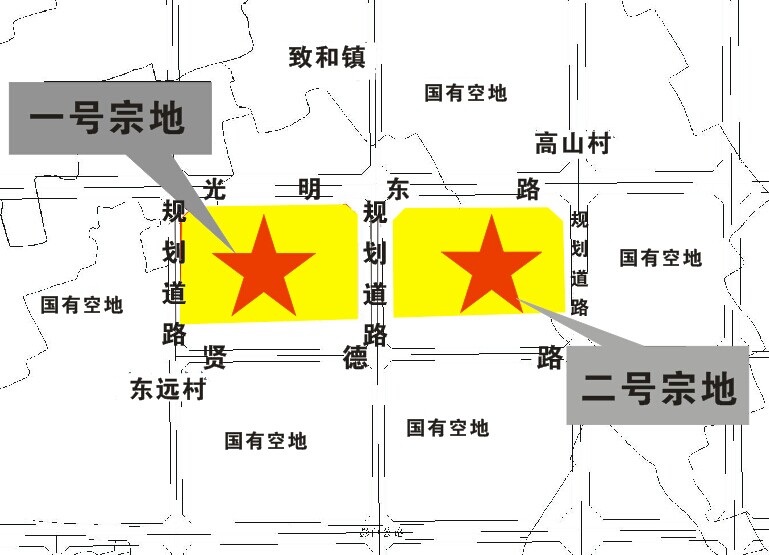 致和镇
国有空地
一号宗地
高山村
光明东路
规划道路
规划道路
规划道路
国有空地
国有空地
贤德路
东远村
二号宗地
国有空地
国有空地